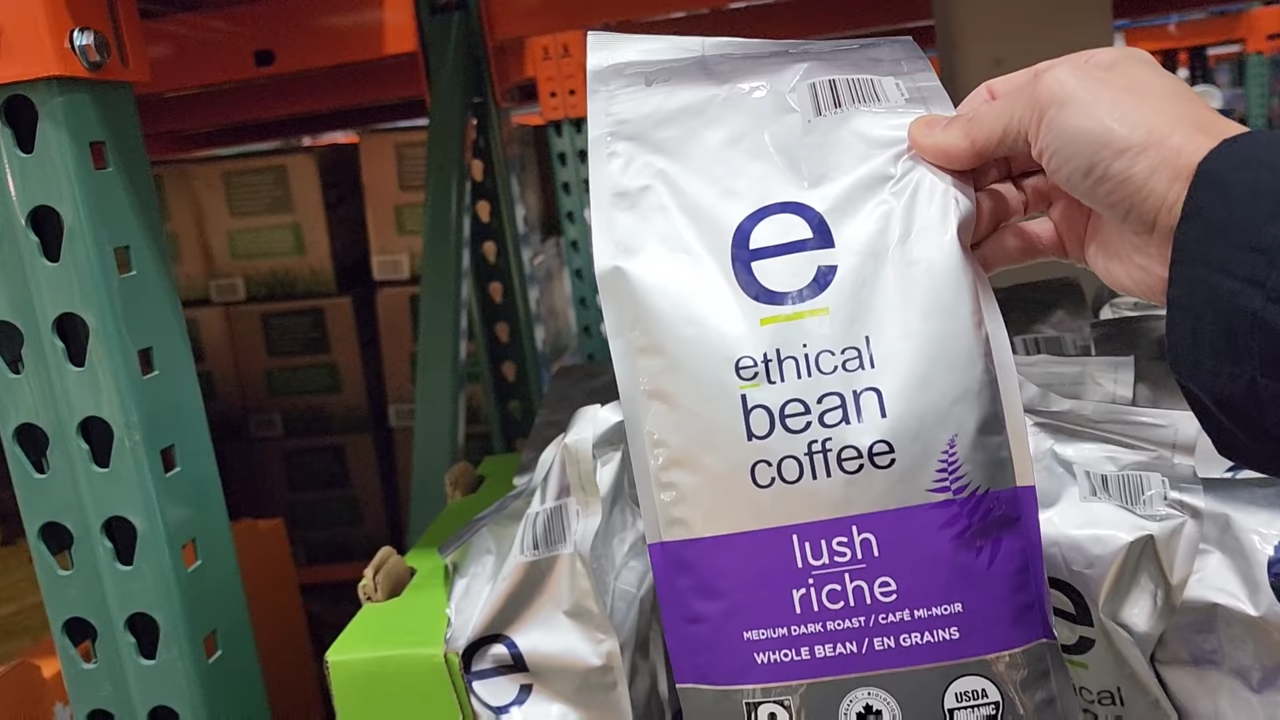 e
ethical
bean
coffee
lush
riche
MEDIUM DARK ROAST / CAFÉ MI-NOIR
WHOLE BEAN / EN GRAINS
USDA
ORGANIC
e
e